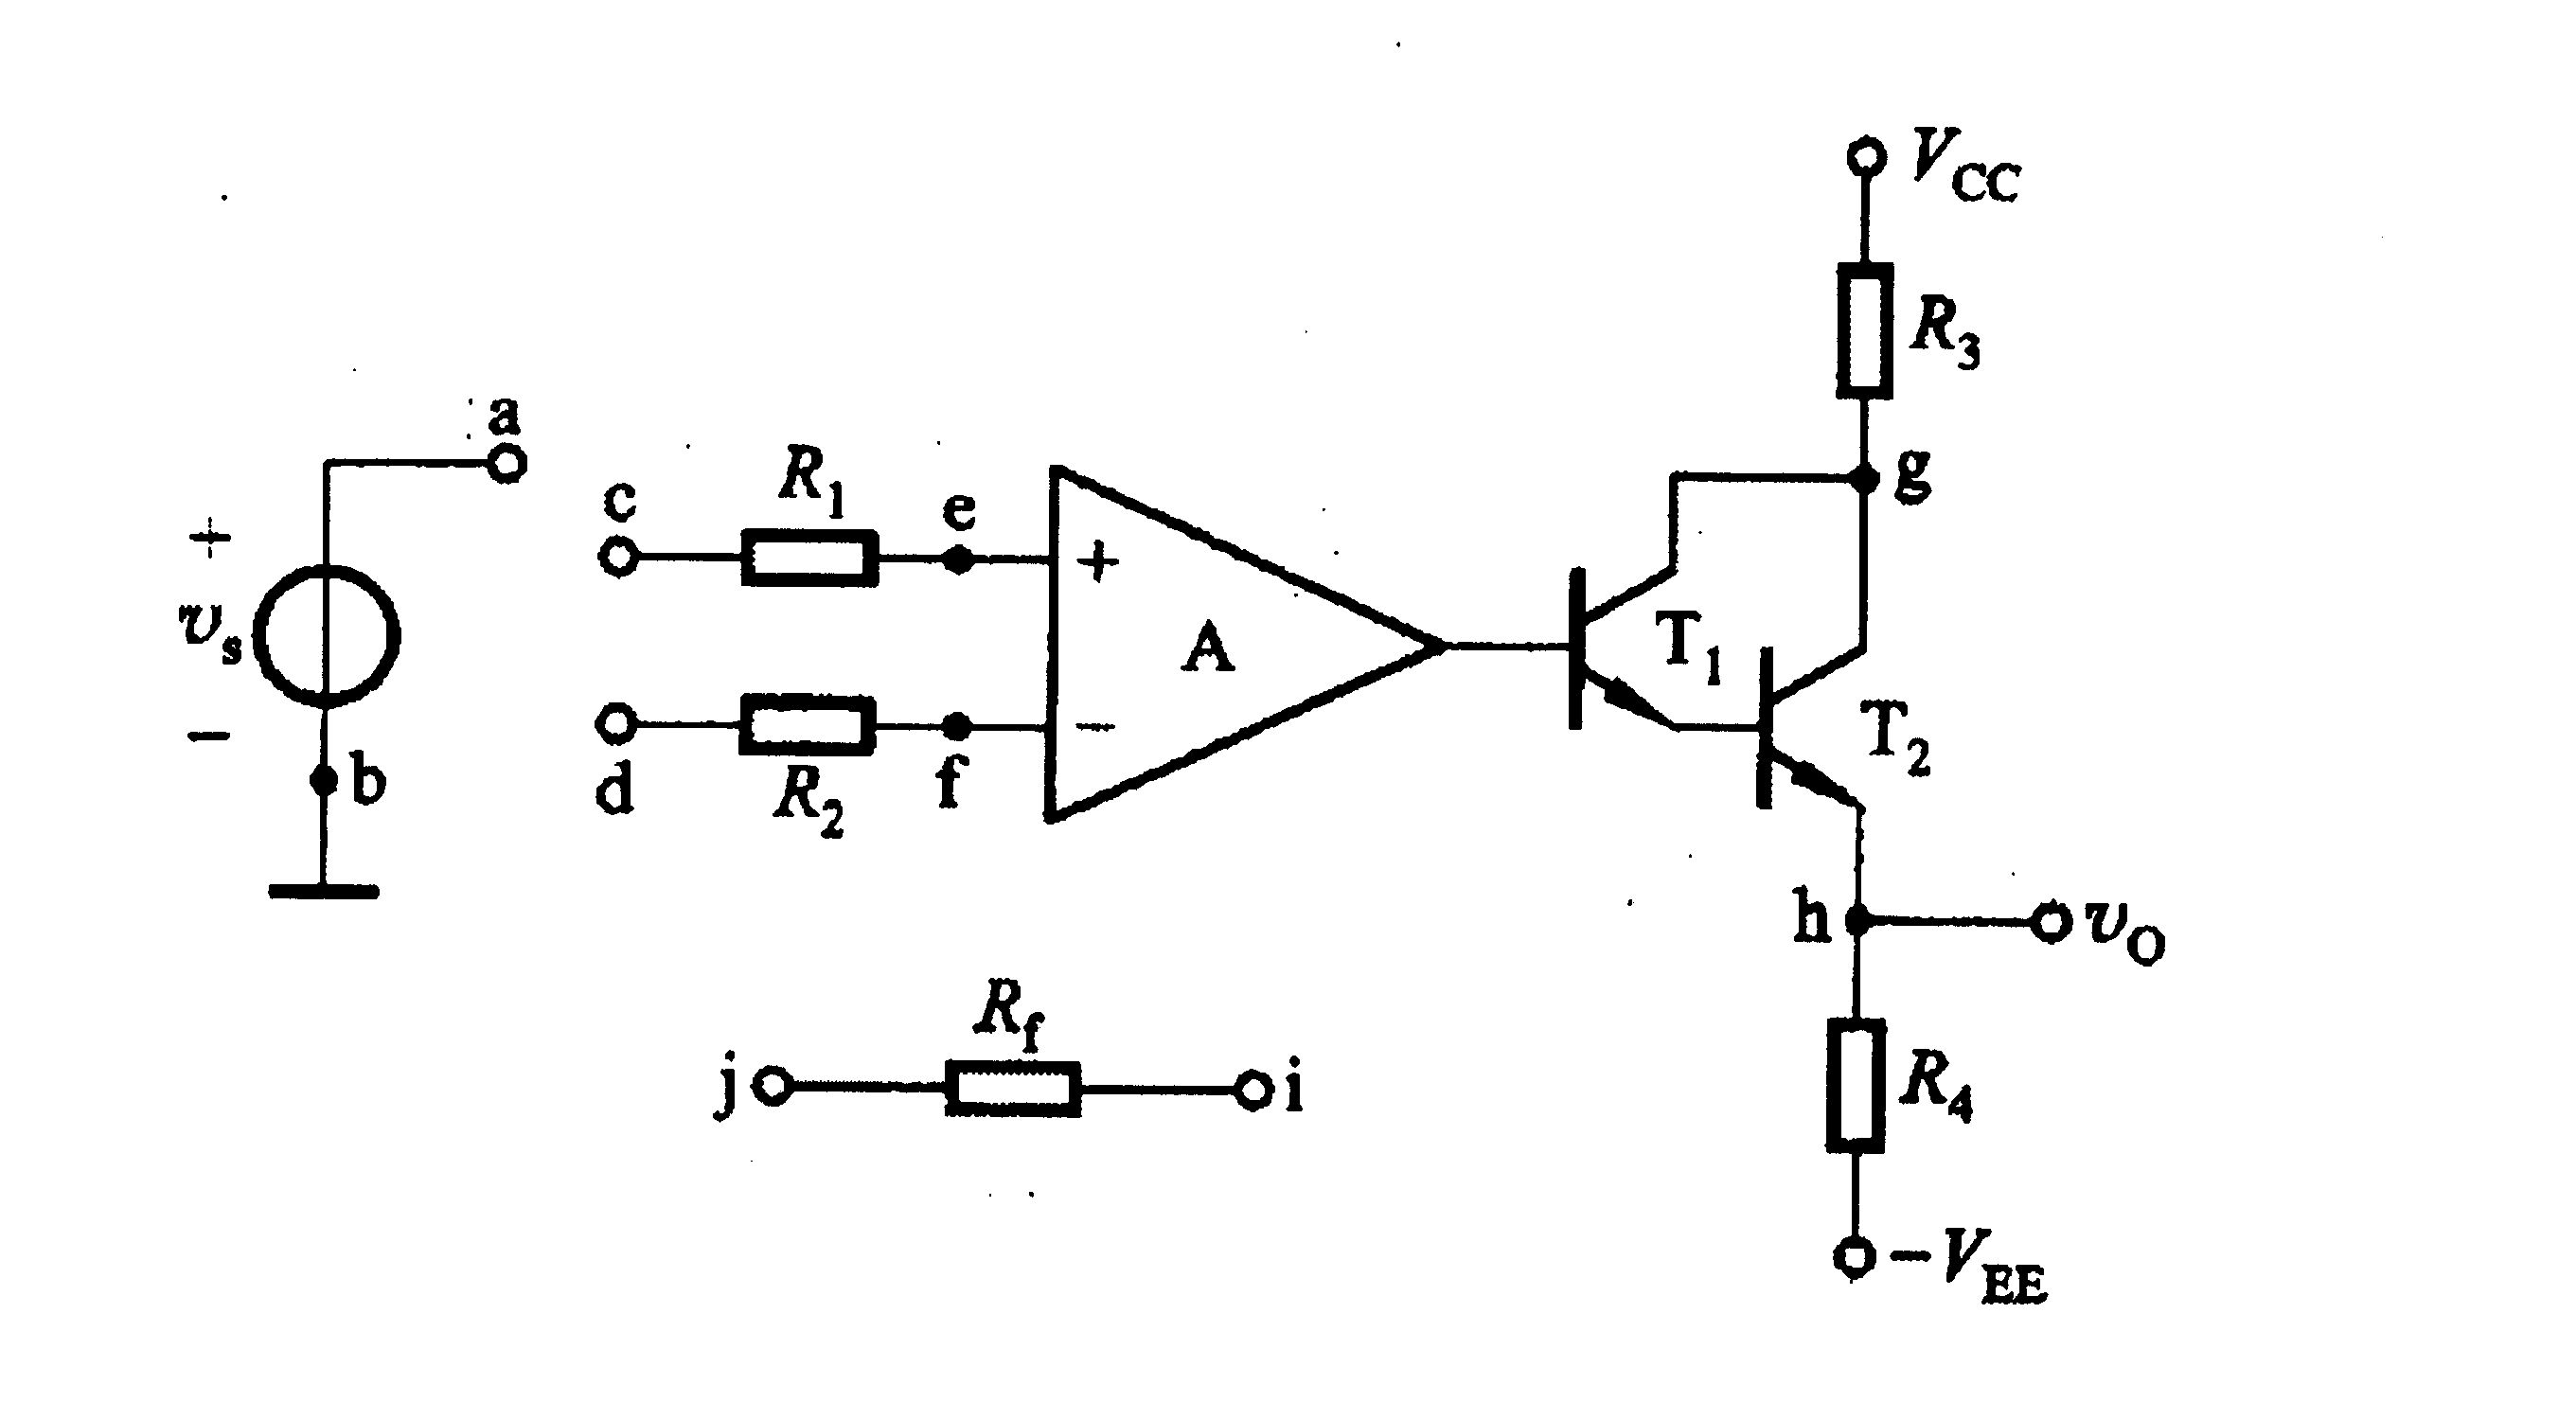 V_CC
R_3
a
g
c
R_1
e
+
+
v_s
A
T_1
−
−
b
d
R_2
f
T_2
h
v_O
R_f
j
i
R_4
−V_EE